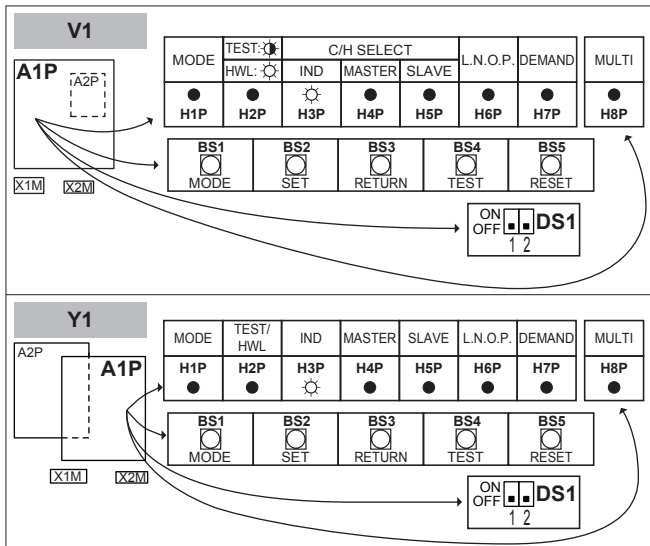 V1
A1P
A2P
X1M X2M
MODE TEST: C/H SELECT L.N.O.P. DEMAND MULTI
HWL: IND MASTER SLAVE
H1P H2P H3P H4P H5P H6P H7P H8P
BS1 BS2 BS3 BS4 BS5
MODE SET RETURN TEST RESET
ON
OFF DS1
1 2
Y1
A2P
A1P
X1M X2M
MODE TEST/ IND MASTER SLAVE L.N.O.P. DEMAND MULTI
HWL
H1P H2P H3P H4P H5P H6P H7P H8P
BS1 BS2 BS3 BS4 BS5
MODE SET RETURN TEST RESET
ON
OFF DS1
1 2